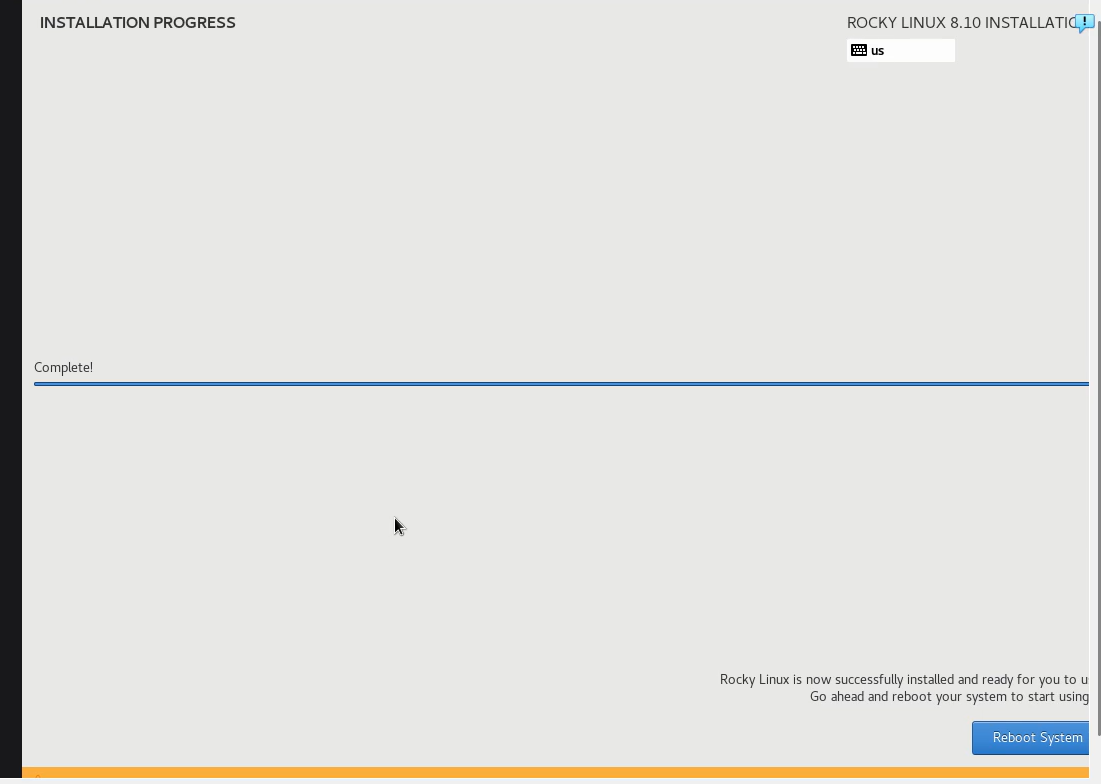 INSTALLATION PROGRESS
ROCKY LINUX 8.10 INSTALLATIO
us
Complete!
Rocky Linux is now successfully installed and ready for you to u
Go ahead and reboot your system to start using
Reboot System